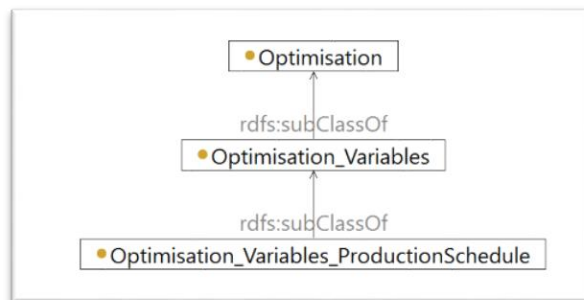 Optimisation
rdfs:subClassOf
Optimisation_Variables
rdfs:subClassOf
Optimisation_Variables_ProductionSchedule